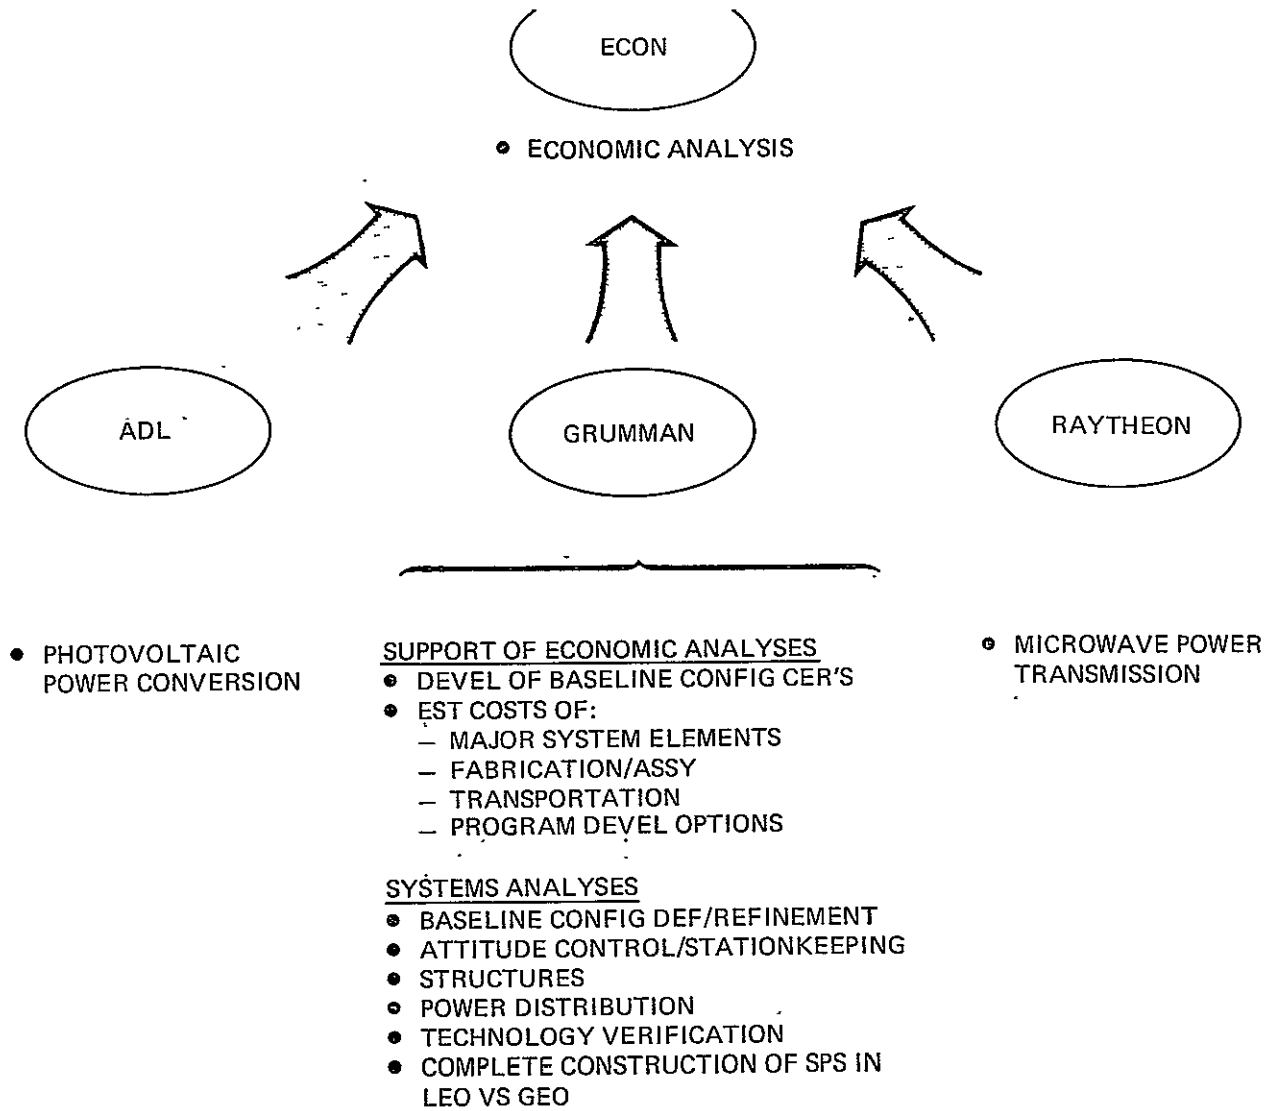 ECON
• ECONOMIC ANALYSIS
ADL
GRUMMAN
RAYTHEON
• PHOTOVOLTAIC
POWER CONVERSION
SUPPORT OF ECONOMIC ANALYSES
• DEVEL OF BASELINE CONFIG CER'S
• EST COSTS OF:
– MAJOR SYSTEM ELEMENTS
– FABRICATION/ASSY
– TRANSPORTATION
– PROGRAM DEVEL OPTIONS
SYSTEMS ANALYSES
• BASELINE CONFIG DEF/REFINEMENT
• ATTITUDE CONTROL/STATIONKEEPING
• STRUCTURES
• POWER DISTRIBUTION
• TECHNOLOGY VERIFICATION
• COMPLETE CONSTRUCTION OF SPS IN
LEO VS GEO
• MICROWAVE POWER
TRANSMISSION